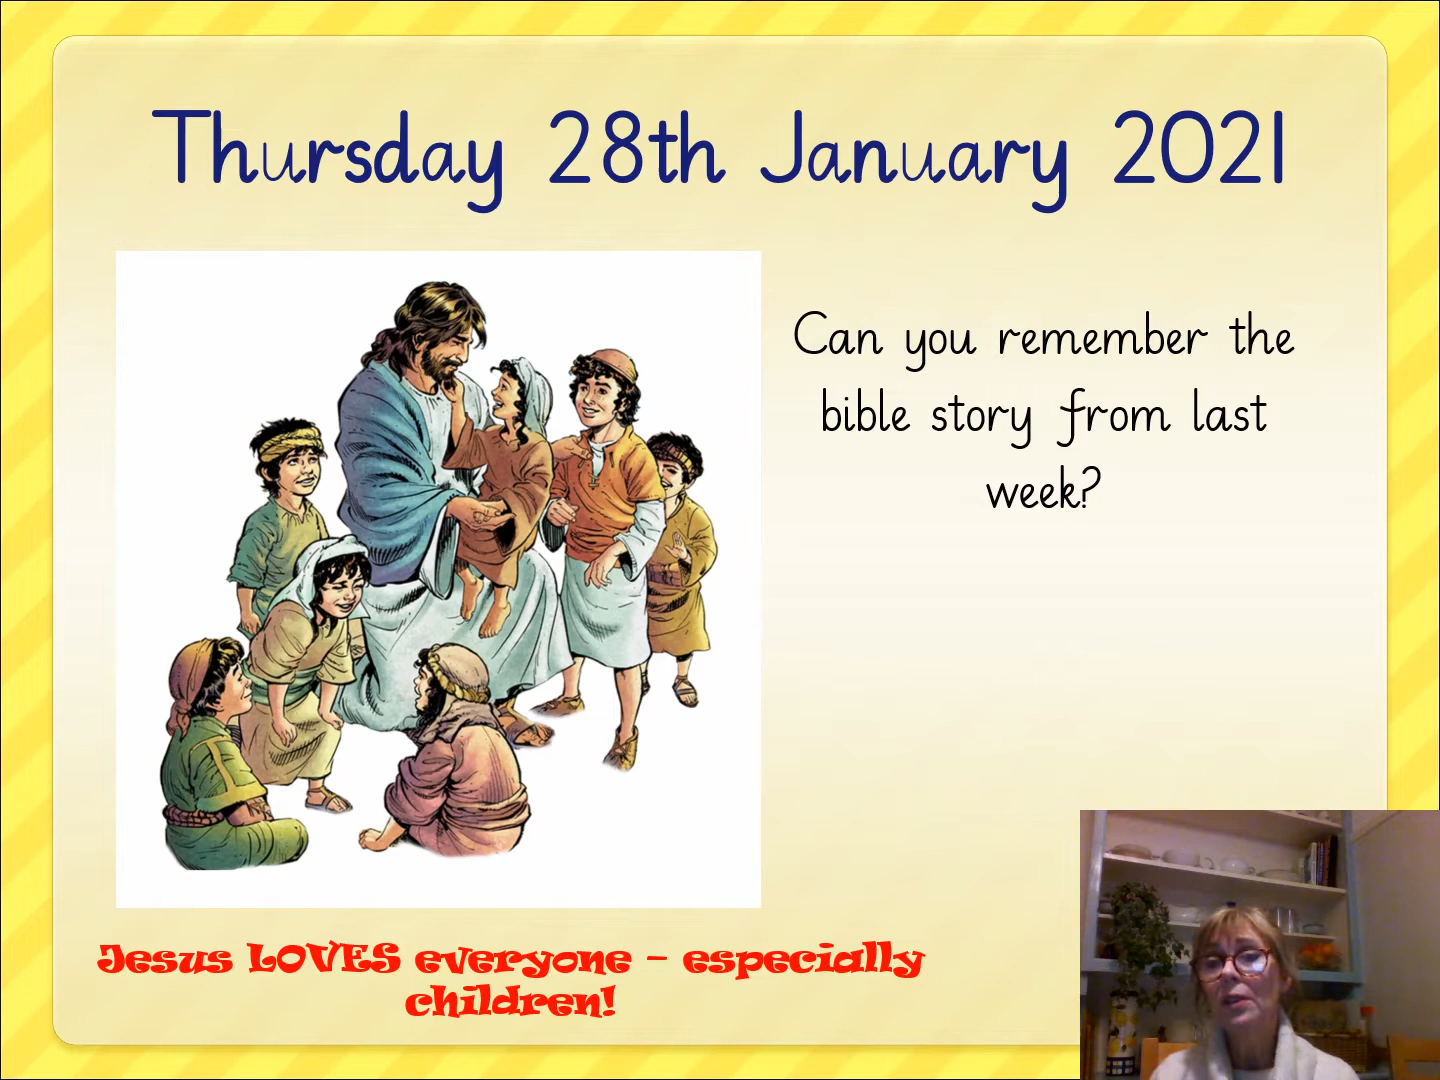 Thursday 28th January 2021
Can you remember the
bible story from last
week?
Jesus LOVES everyone – especially
children!